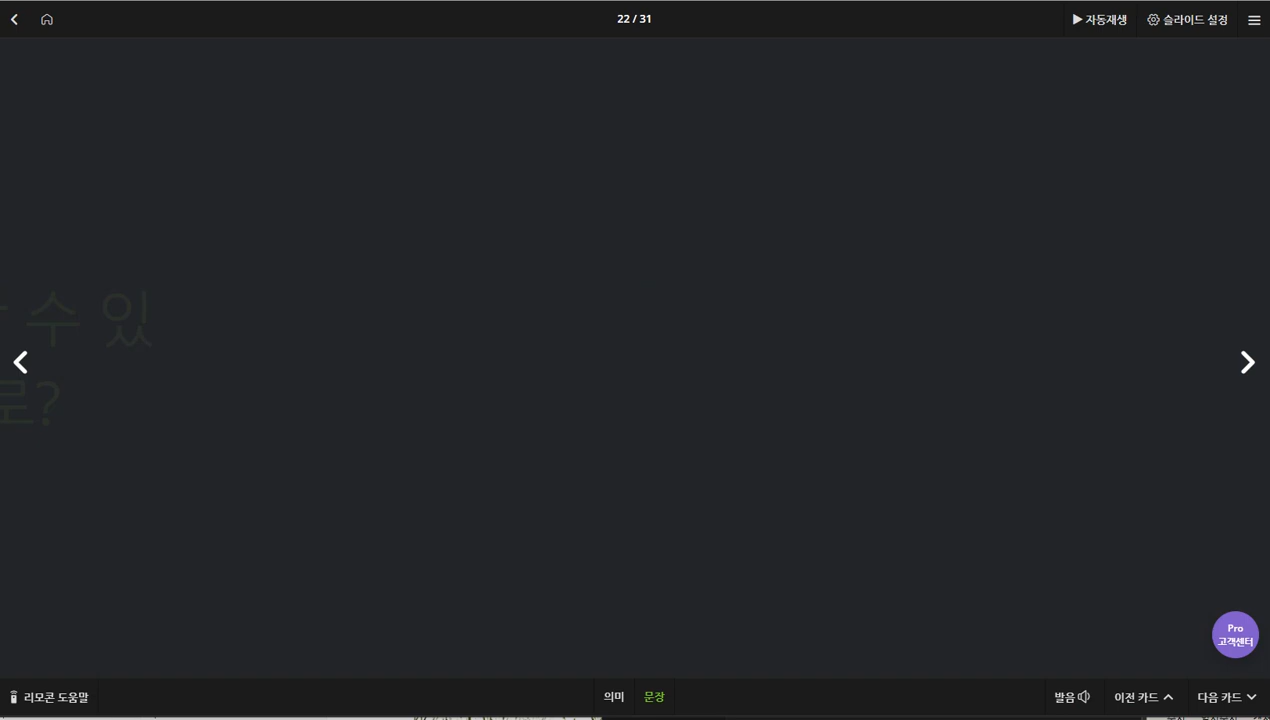 22 / 31
자동재생
슬라이드 설정
수 있
로?
Pro
고객센터
리모콘 도움말
의미
문장
발음
이전 카드
다음 카드